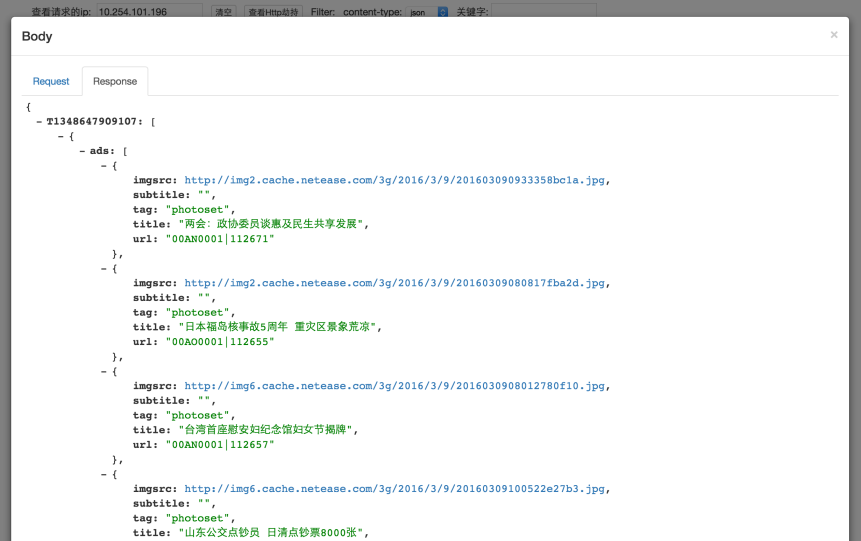 查看请求的ip: 10.254.101.196 清空 查看Http劫持 Filter: content-type: json 关键字:
Body ×
Request Response
{
– T1348647909107: [
– {
– ads: [
– {
imgsrc: http://img2.cache.netease.com/3g/2016/3/9/201603090933358bc1a.jpg,
subtitle: "",
tag: "photoset",
title: "两会: 政协委员谈惠及民生共享发展",
url: "00AN0001|112671"
},
– {
imgsrc: http://img2.cache.netease.com/3g/2016/3/9/20160309080817fba2d.jpg,
subtitle: "",
tag: "photoset",
title: "日本福岛核事故5周年 重灾区景象荒凉",
url: "00AO0001|112655"
},
– {
imgsrc: http://img6.cache.netease.com/3g/2016/3/9/2016030908012780f10.jpg,
subtitle: "",
tag: "photoset",
title: "台湾首座慰安妇纪念馆妇女节揭牌",
url: "00AN0001|112657"
},
– {
imgsrc: http://img6.cache.netease.com/3g/2016/3/9/20160309100522e27b3.jpg,
subtitle: "",
tag: "photoset",
title: "山东公交点钞员 日清点钞票8000张",